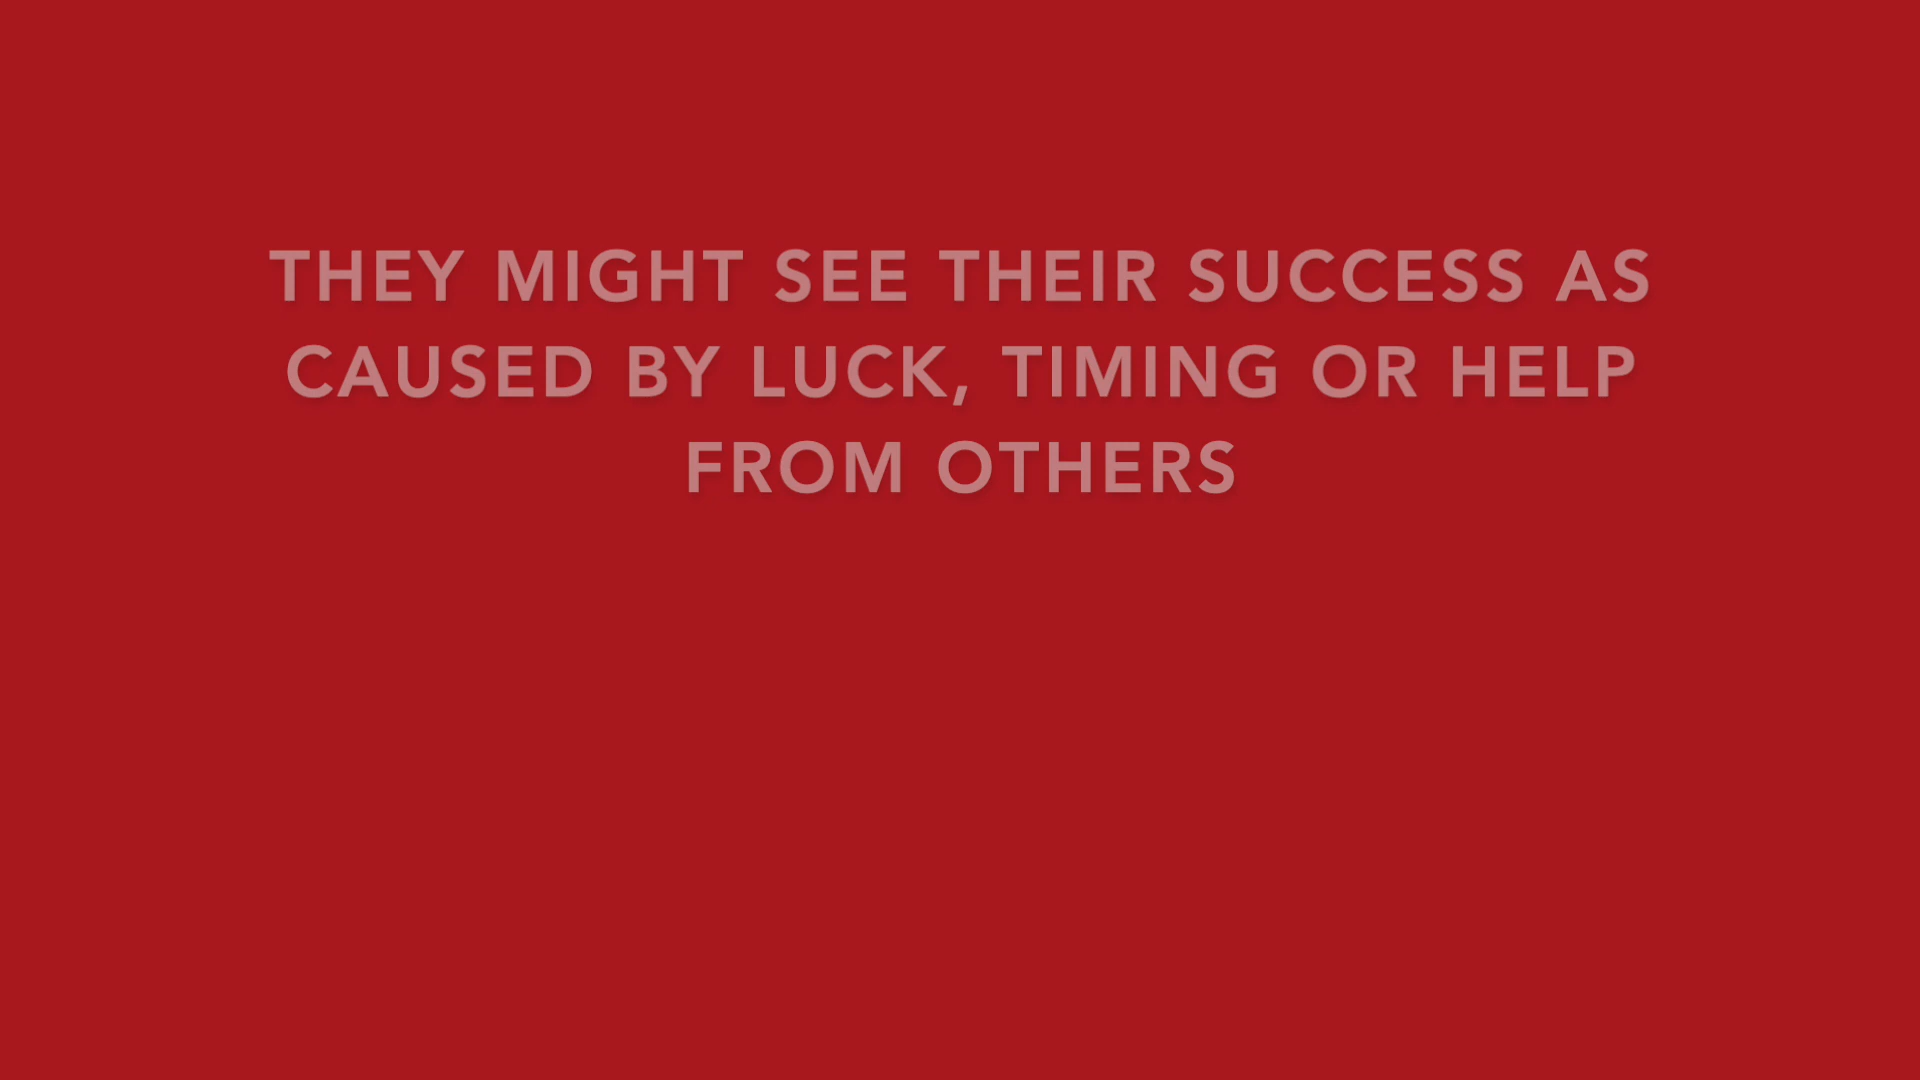 THEY MIGHT SEE THEIR SUCCESS AS
CAUSED BY LUCK, TIMING OR HELP
FROM OTHERS